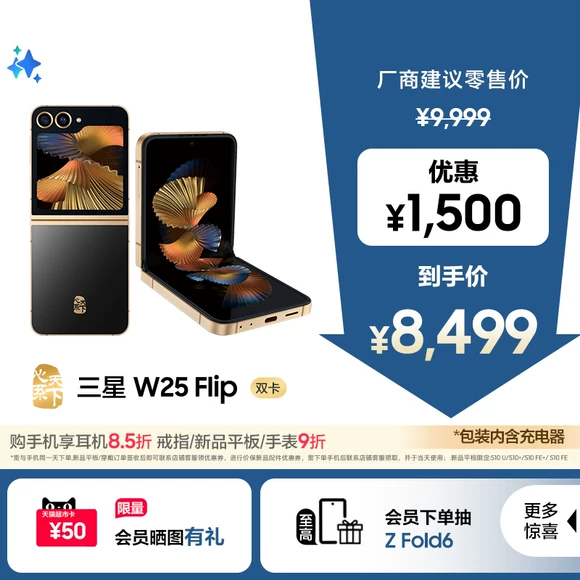 厂商建议零售价
¥9,999
优惠
¥1,500
到手价
¥8,499
心系天下
三星 W25 Flip 双卡
购手机享耳机8.5折 戒指/新品平板/手表9折
*包装内含充电器
天猫超市卡
¥50
限量
会员晒图有礼
至高
会员下单抽
Z Fold6
更多
惊喜